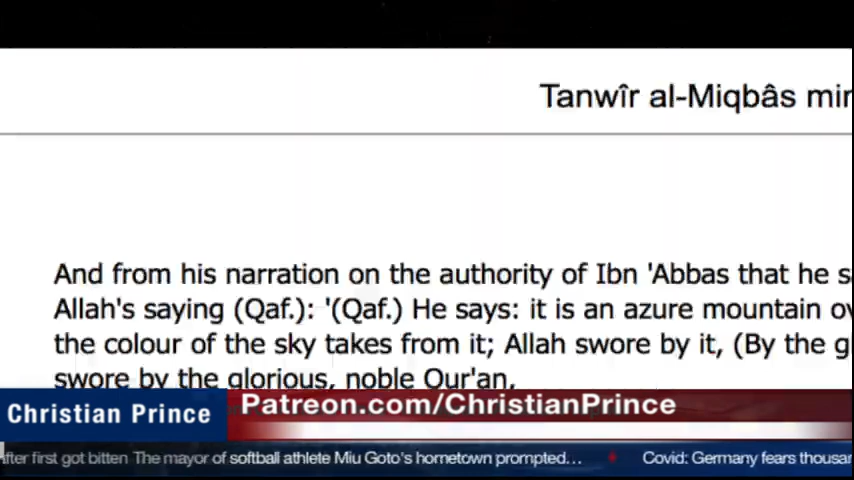 Tanwîr al-Miqbâs
And from his narration on the authority of Ibn 'Abbas that he
Allah's saying (Qaf.): '(Qaf.) He says: it is an azure mountain
the colour of the sky takes from it; Allah swore by it, (By the
swore by the glorious, noble Qur'an,
Christian Prince
Patreon.com/ChristianPrince
after first got bitten The mayor of softball athlete Miu Goto's hometown prompted... Covid: Germany fears